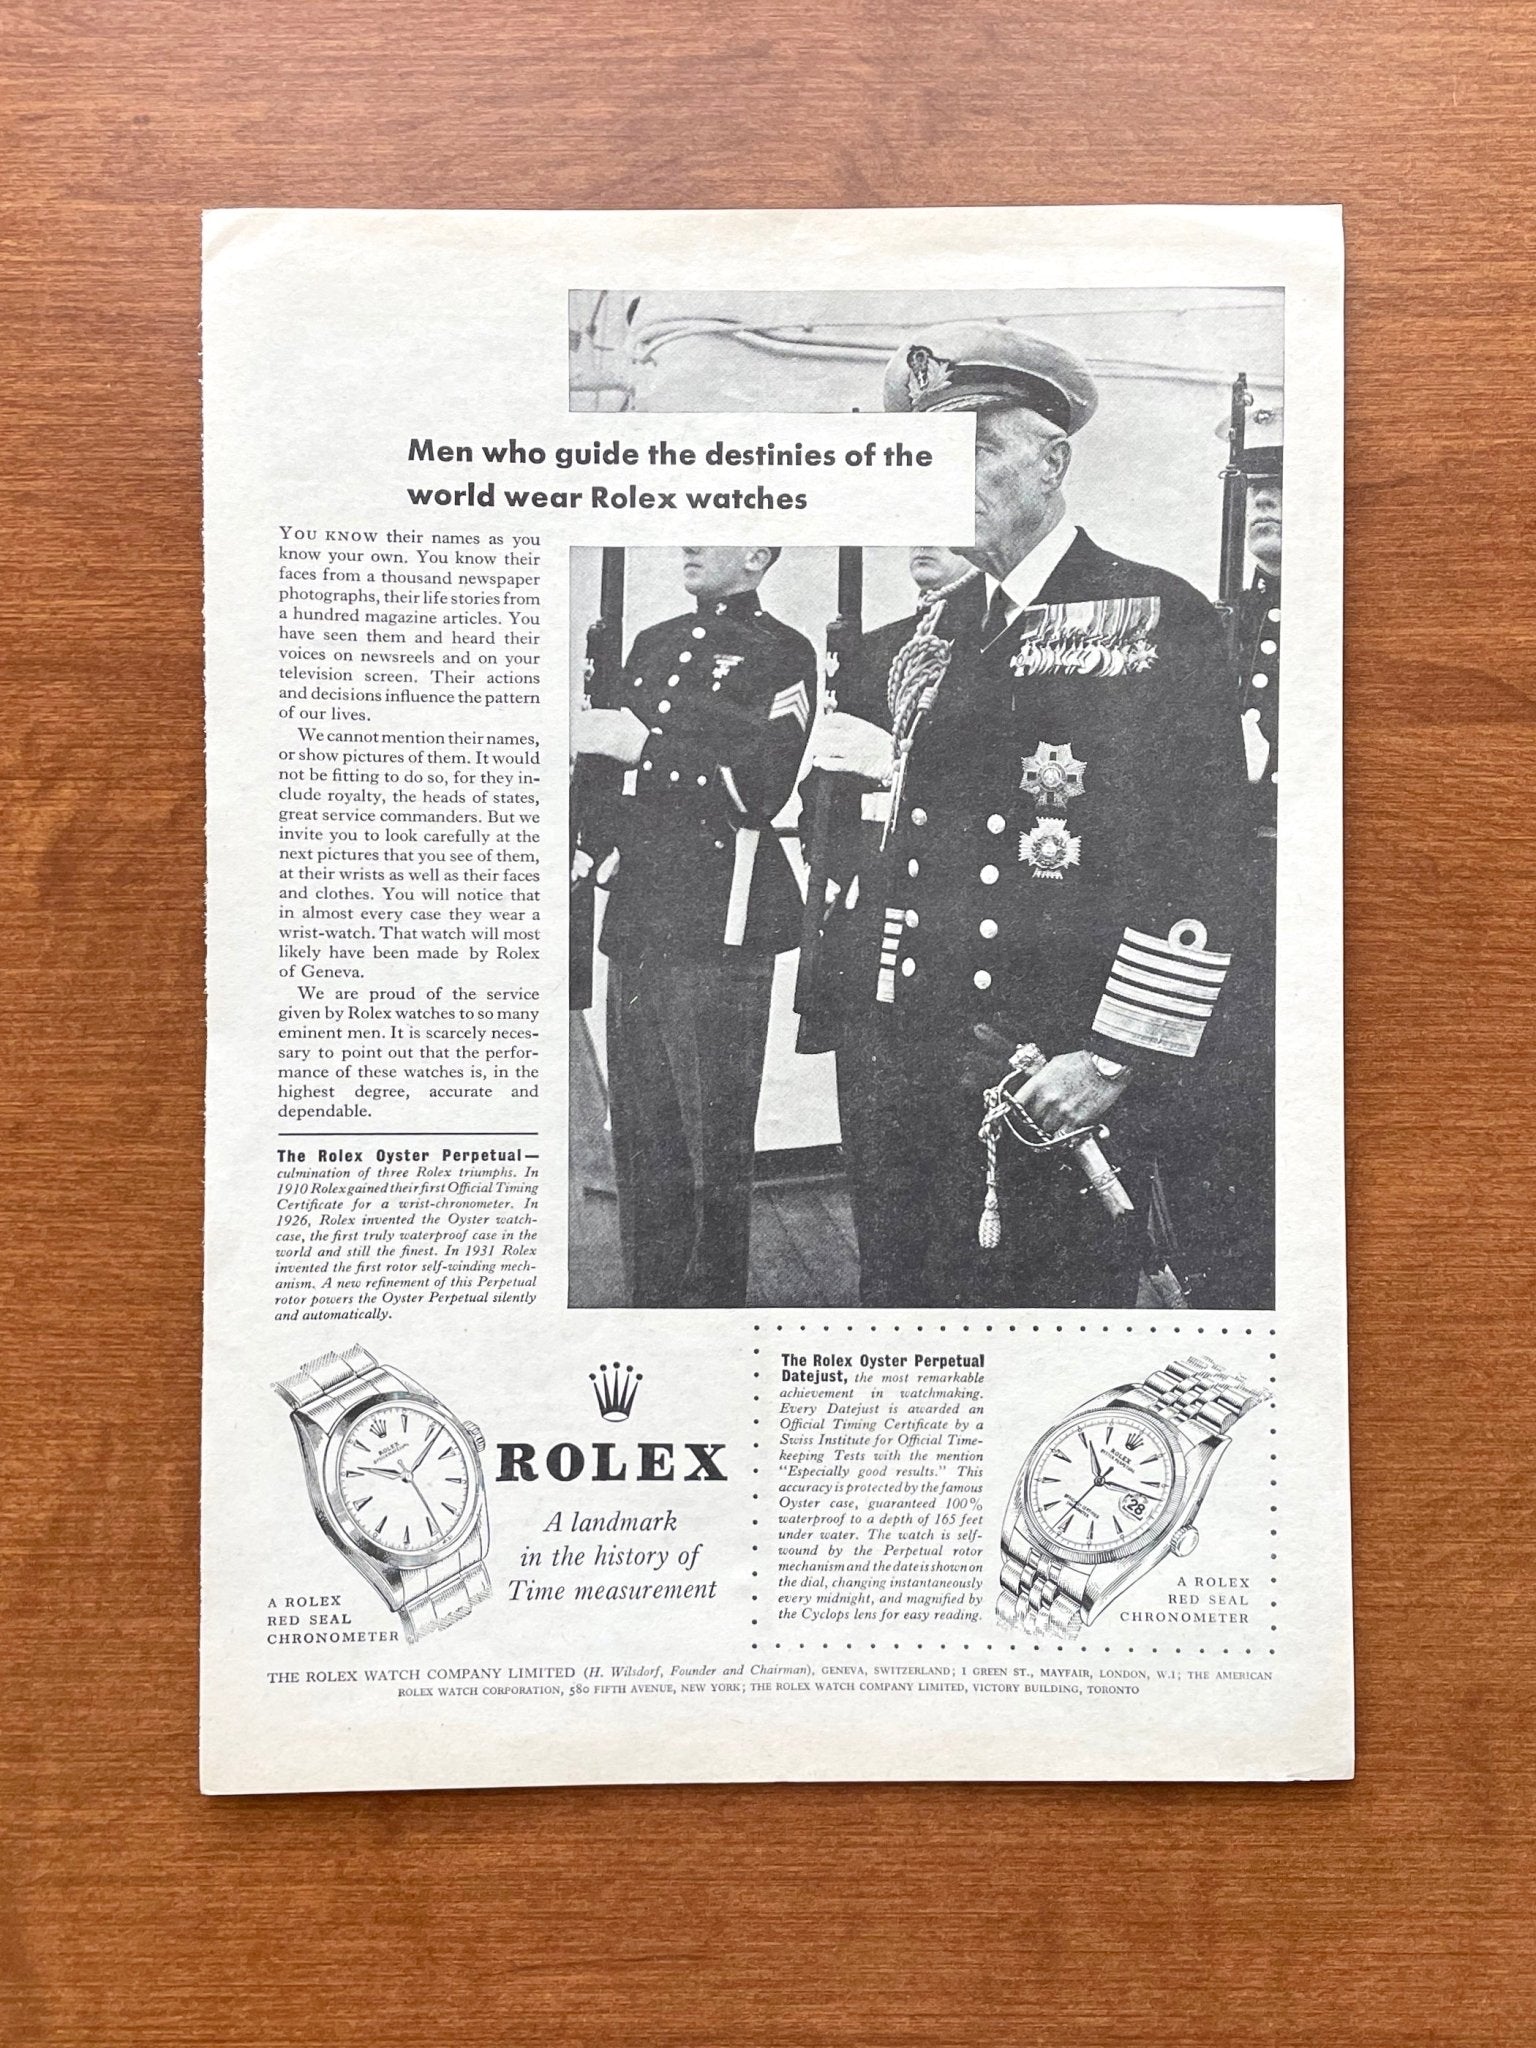 Men who guide the destinies of the
world wear Rolex watches
YOU KNOW their names as you
know your own. You know their
faces from a thousand newspaper
photographs, their life stories from
a hundred magazine articles. You
have seen them and heard their
voices on newsreels and on your
television screen. Their actions
and decisions influence the pattern
of our lives.
We cannot mention their names,
or show pictures of them. It would
not be fitting to do so, for they in-
clude royalty, the heads of states,
great service commanders. But we
invite you to look carefully at the
next pictures that you see of them,
at their wrists as well as their faces
and clothes. You will notice that
in almost every case they wear a
wrist-watch. That watch will most
likely have been made by Rolex
of Geneva.
We are proud of the service
given by Rolex watches to so many
eminent men. It is scarcely neces-
sary to point out that the perfor-
mance of these watches is, in the
highest degree, accurate and
dependable.
The Rolex Oyster Perpetual—
culmination of three Rolex triumphs. In
1910 Rolex gained their first Official Timing
Certificate for a wrist-chronometer. In
1926, Rolex invented the Oyster watch-
case, the first truly waterproof case in the
world and still the finest. In 1931 Rolex
invented the first rotor self-winding mech-
anism. A new refinement of this Perpetual
rotor powers the Oyster Perpetual silently
and automatically.
ROLEX
A ROLEX
RED SEAL
CHRONOMETER
ROLEX
A landmark
in the history of
Time measurement
The Rolex Oyster Perpetual
Datejust, the most remarkable
achievement in watchmaking.
Every Datejust is awarded an
Official Timing Certificate by a
Swiss Institute for Official Time-
keeping Tests with the mention
"Especially good results." This
accuracy is protected by the famous
Oyster case, guaranteed 100%
waterproof to a depth of 165 feet
under water. The watch is self-
wound by the Perpetual rotor
mechanism and the date is shown on
the dial, changing instantaneously
every midnight, and magnified by
the Cyclops lens for easy reading.
ROLEX
OYSTER PERPETUAL
28
A ROLEX
RED SEAL
CHRONOMETER
THE ROLEX WATCH COMPANY LIMITED (H. Wilsdorf, Founder and Chairman), GENEVA, SWITZERLAND; 1 GREEN ST., MAYFAIR, LONDON, W.1; THE AMERICAN
ROLEX WATCH CORPORATION, 580 FIFTH AVENUE, NEW YORK; THE ROLEX WATCH COMPANY LIMITED, VICTORY BUILDING, TORONTO